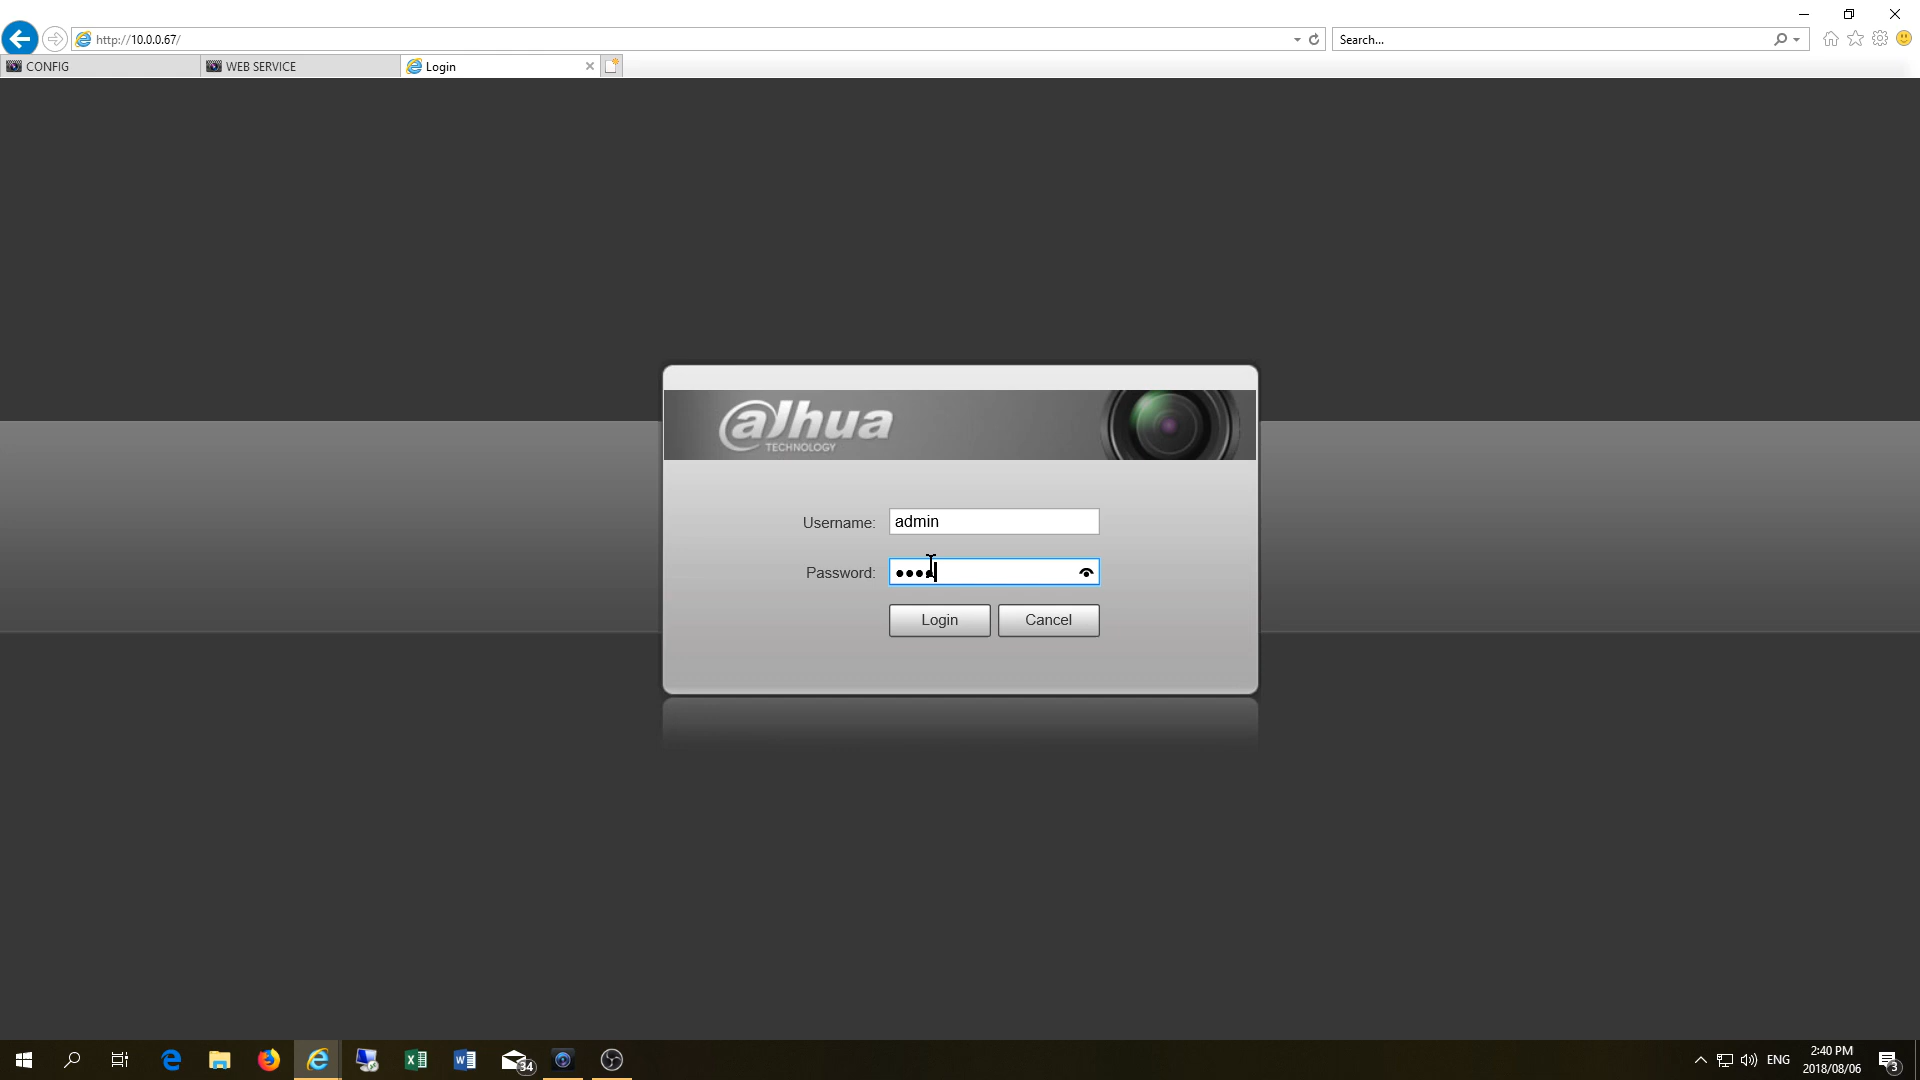 http://10.0.0.67/
Search...
CONFIG
WEB SERVICE
Login
alhua
TECHNOLOGY
Username:
admin
Password:
Login
Cancel
34
ENG
2:40 PM
2018/08/06
3